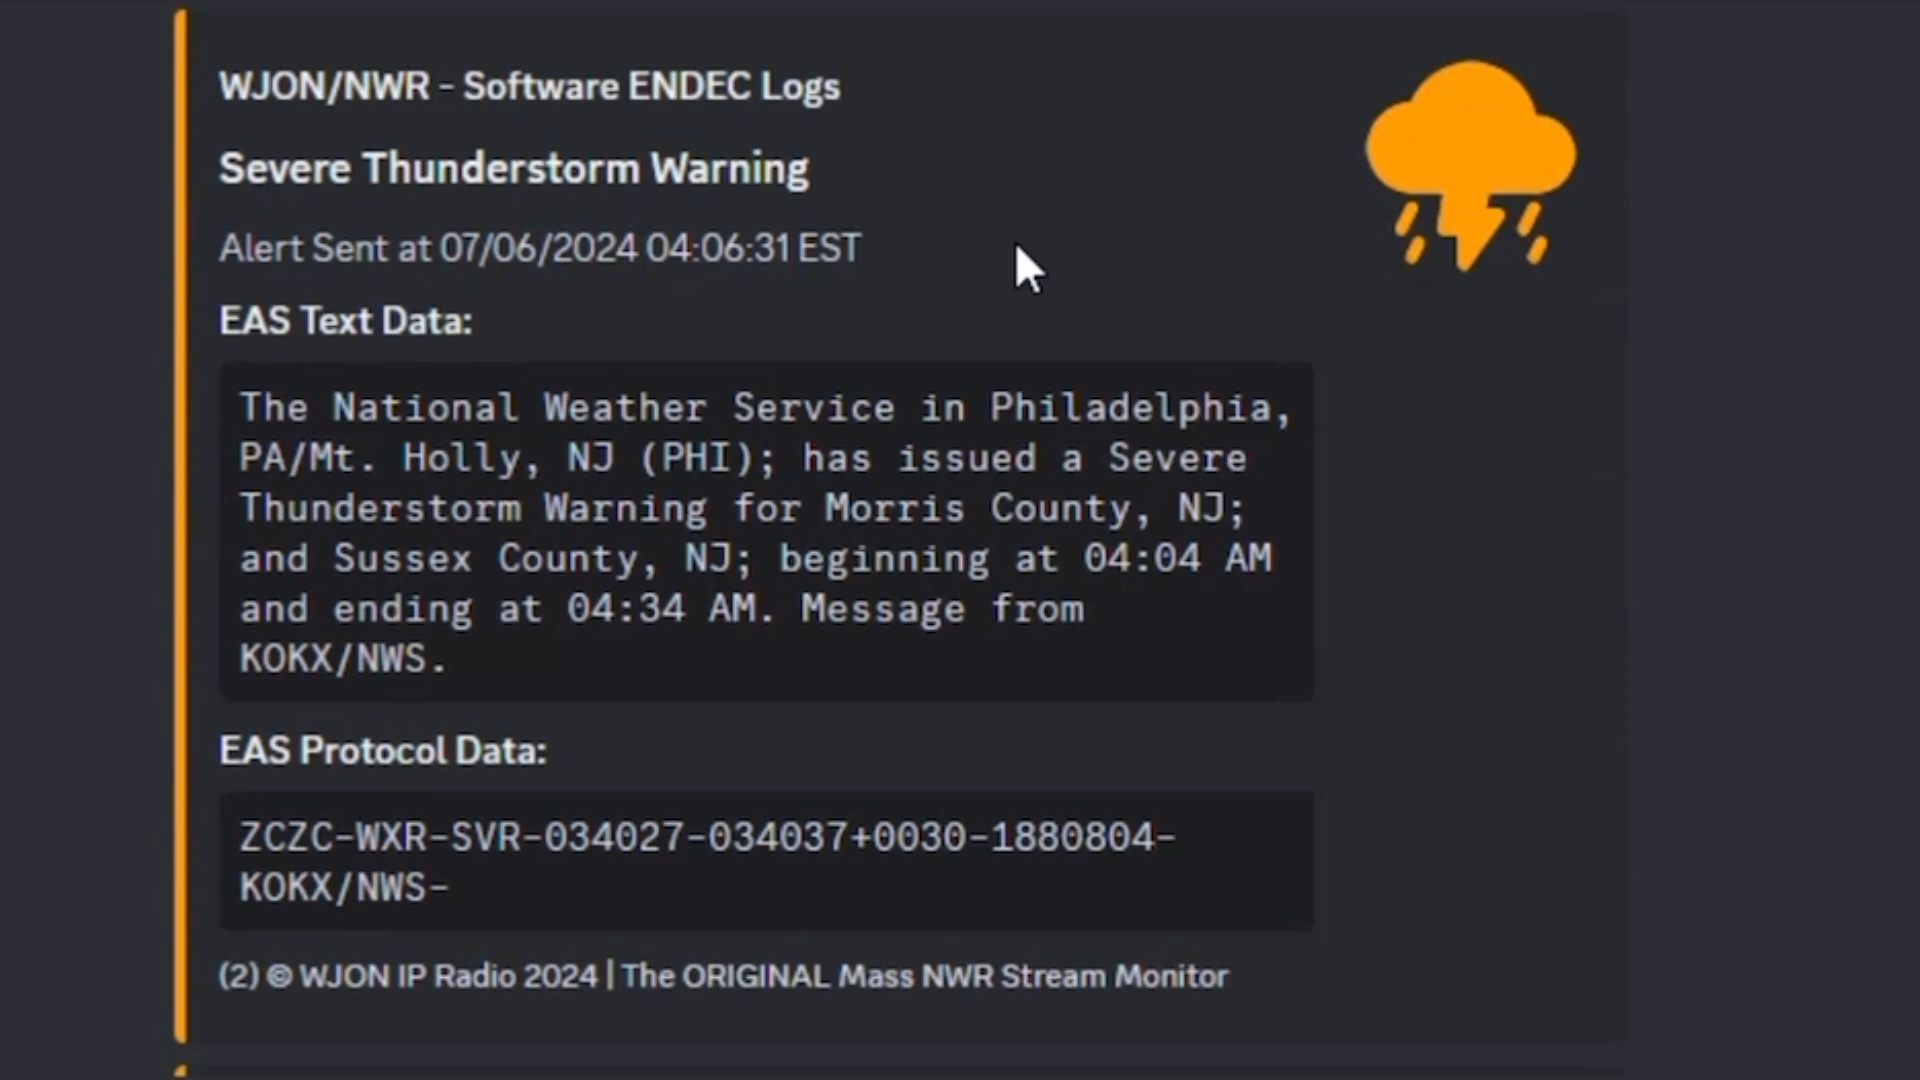 WJON/NWR - Software ENDEC Logs
Severe Thunderstorm Warning
Alert Sent at 07/06/2024 04:06:31 EST
EAS Text Data:
The National Weather Service in Philadelphia,
PA/Mt. Holly, NJ (PHI); has issued a Severe
Thunderstorm Warning for Morris County, NJ;
and Sussex County, NJ; beginning at 04:04 AM
and ending at 04:34 AM. Message from
KOKX/NWS.
EAS Protocol Data:
ZCZC-WXR-SVR-034027-034037+0030-1880804-
KOKX/NWS-
(2) © WJON IP Radio 2024 | The ORIGINAL Mass NWR Stream Monitor